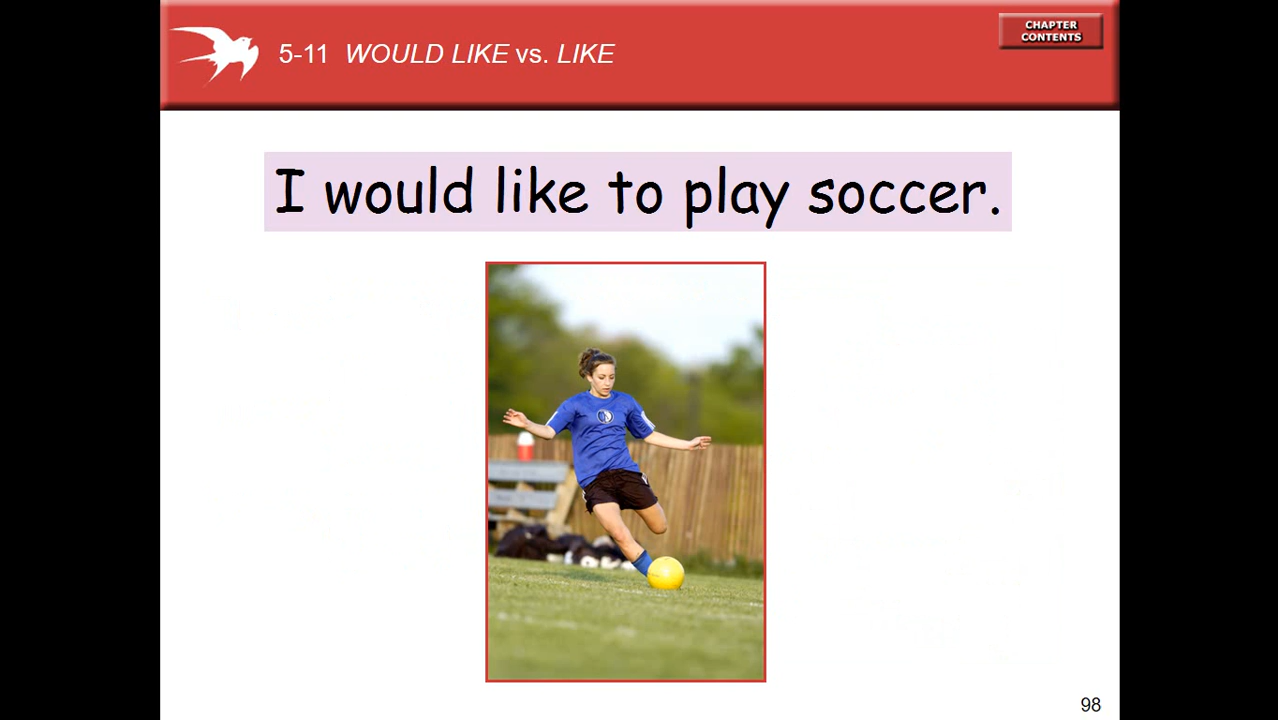 5-11 WOULD LIKE vs. LIKE
CHAPTER
CONTENTS
I would like to play soccer.
98